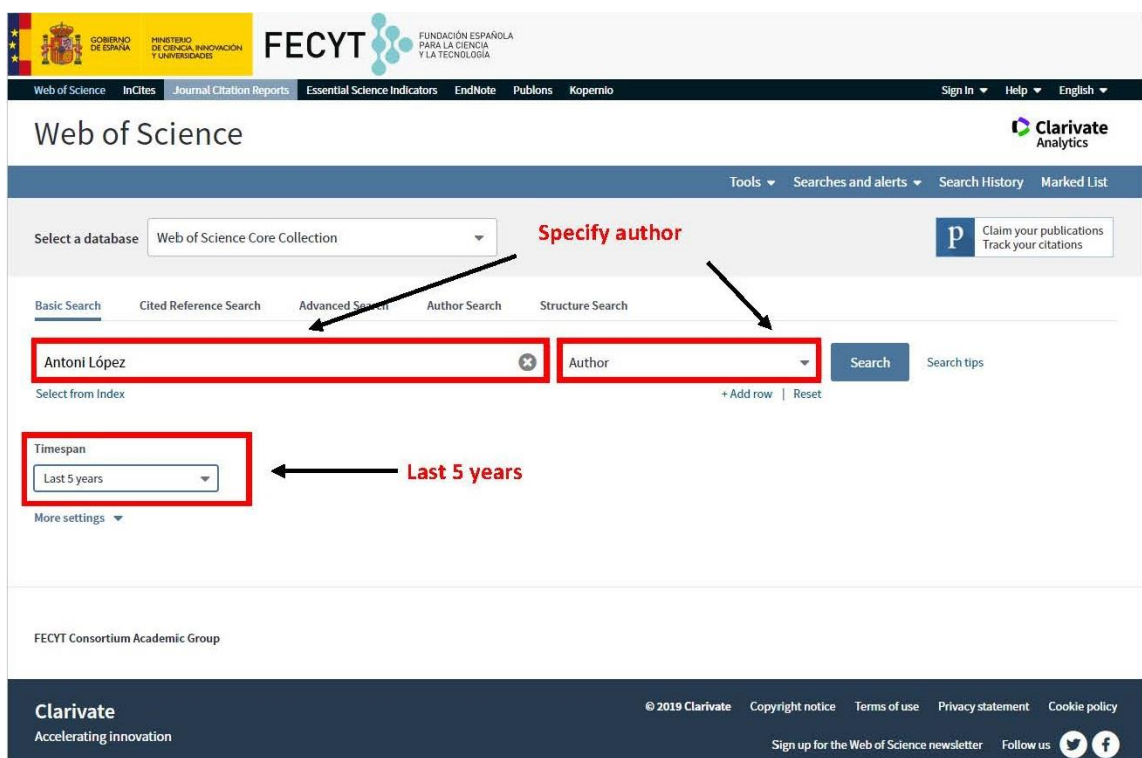 GOBIERNO
DE ESPAÑA
MINISTERIO
DE CIENCIA, INNOVACIÓN
Y UNIVERSIDADES
FECYT
FUNDACIÓN ESPAÑOLA
PARA LA CIENCIA
Y LA TECNOLOGÍA
Web of Science InCites Journal Citation Reports Essential Science Indicators EndNote Publons Kopernio Sign In Help English
Web of Science
Clarivate
Analytics
Tools Searches and alerts Search History Marked List
Select a database Web of Science Core Collection
Specify author
p Claim your publications
Track your citations
Basic Search Cited Reference Search Advanced Search Author Search Structure Search
Antoni López Author Search Search tips
Select from Index + Add row | Reset
Timespan
Last 5 years
Last 5 years
More settings
FECYT Consortium Academic Group
Clarivate
Accelerating innovation
© 2019 Clarivate Copyright notice Terms of use Privacy statement Cookie policy
Sign up for the Web of Science newsletter Follow us